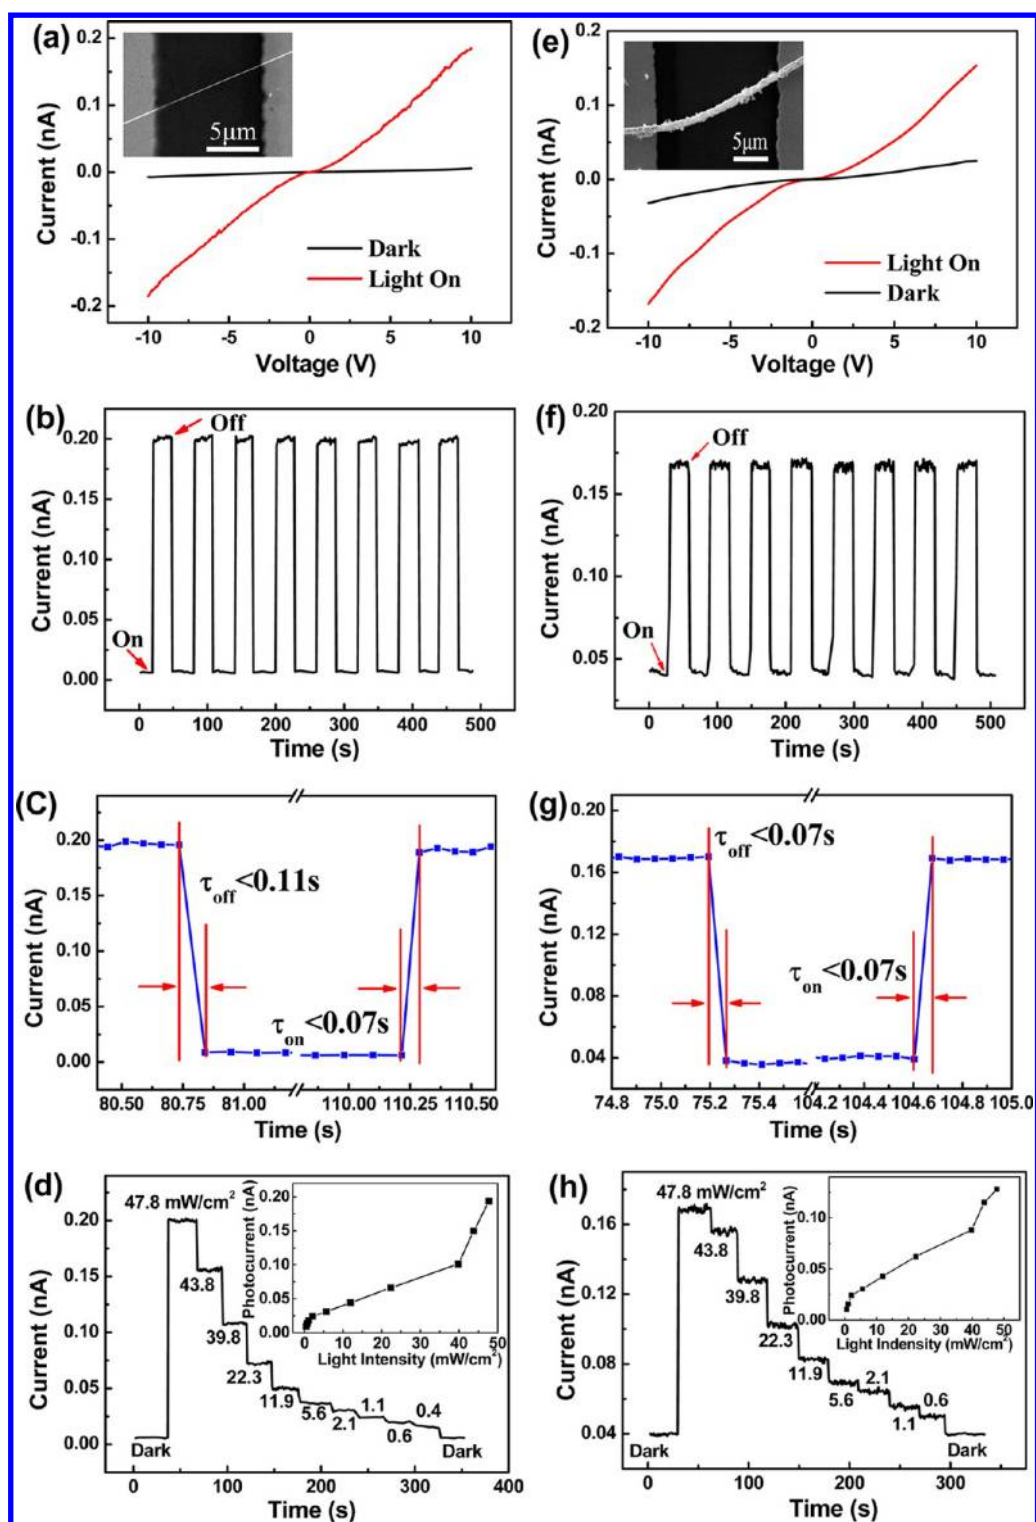 (a)
0.2
0.1
0.0
-0.1
-0.2
Current (nA)
5μm
Dark
Light On
-10 -5 0 5 10
Voltage (V)
(e)
0.2
0.1
0.0
-0.1
-0.2
Current (nA)
5μm
Light On
Dark
-10 -5 0 5 10
Voltage (V)
(b)
0.20
0.15
0.10
0.05
0.00
Current (nA)
Off
On
0 100 200 300 400 500
Time (s)
(f)
0.20
0.15
0.10
0.05
Current (nA)
Off
On
0 100 200 300 400 500
Time (s)
(C)
0.20
0.15
0.10
0.05
0.00
Current (nA)
τoff<0.11s
τon<0.07s
80.50 80.75 81.00 110.00 110.25 110.50
Time (s)
(g)
0.20
0.16
0.12
0.08
0.04
Current (nA)
τoff<0.07s
τon<0.07s
74.8 75.0 75.2 75.4 104.2 104.4 104.6 104.8 105.0
Time (s)
(d)
0.20
0.15
0.10
0.05
0.00
Current (nA)
47.8 mW/cm2
43.8
39.8
22.3
11.9
5.6
2.1
1.1
0.6
0.4
Dark
Dark
0.20
0.15
0.10
0.05
0.00
Photocurrent (nA)
0 10 20 30 40 50
Light Intensity (mW/cm2)
0 100 200 300 400
Time (s)
(h)
0.16
0.12
0.08
0.04
Current (nA)
47.8 mW/cm2
43.8
39.8
22.3
11.9
5.6
2.1
1.1
0.6
Dark
Dark
0.10
0.05
0.00
Photocurrent (nA)
0 10 20 30 40 50
Light Indensity (mW/cm2)
0 100 200 300
Time (s)